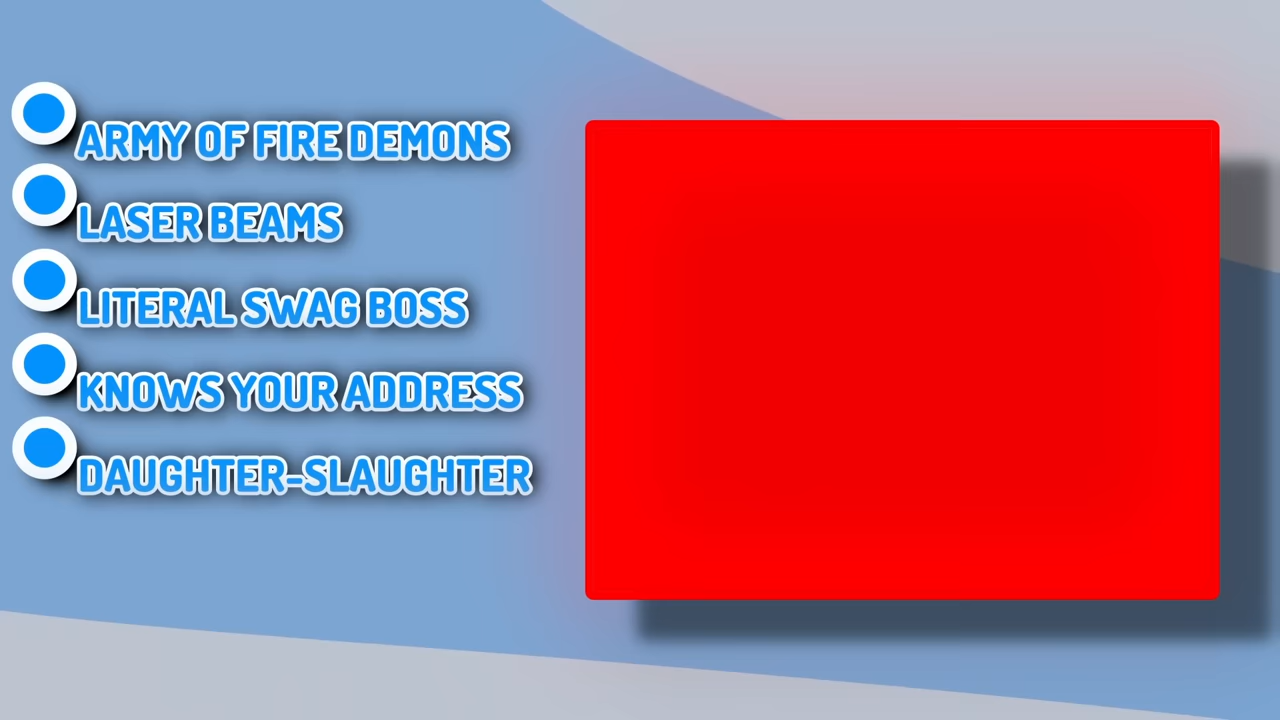 ARMY OF FIRE DEMONS
LASER BEAMS
LITERAL SWAG BOSS
KNOWS YOUR ADDRESS
DAUGHTER-SLAUGHTER